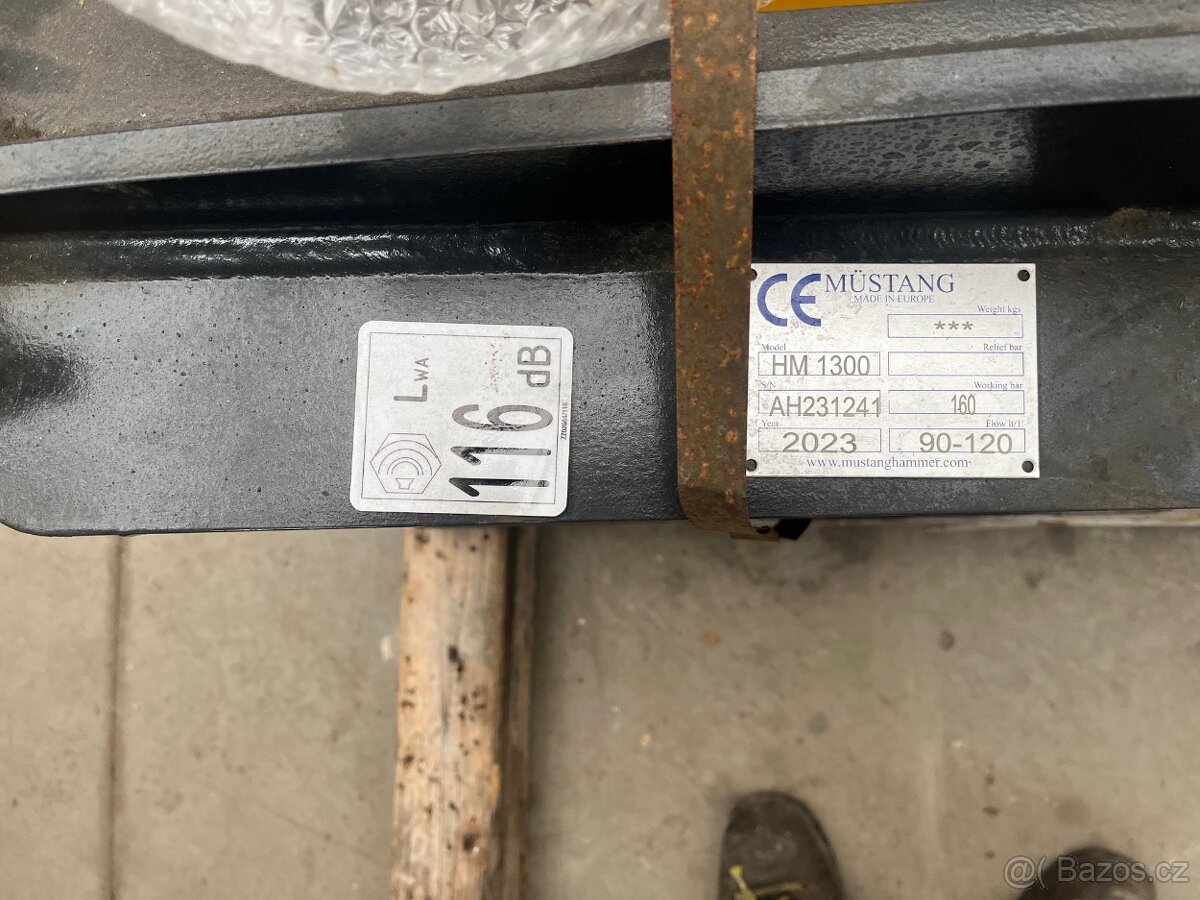 LWA
116 dB
CE MÜSTANG
MADE IN EUROPE
Weight kgs
***
Model
HM 1300
Relief bar
S/N
AH231241
Working bar
160
Year
2023
Flow lt/1'
90-120
www.mustanghammer.com
Bazos.cz